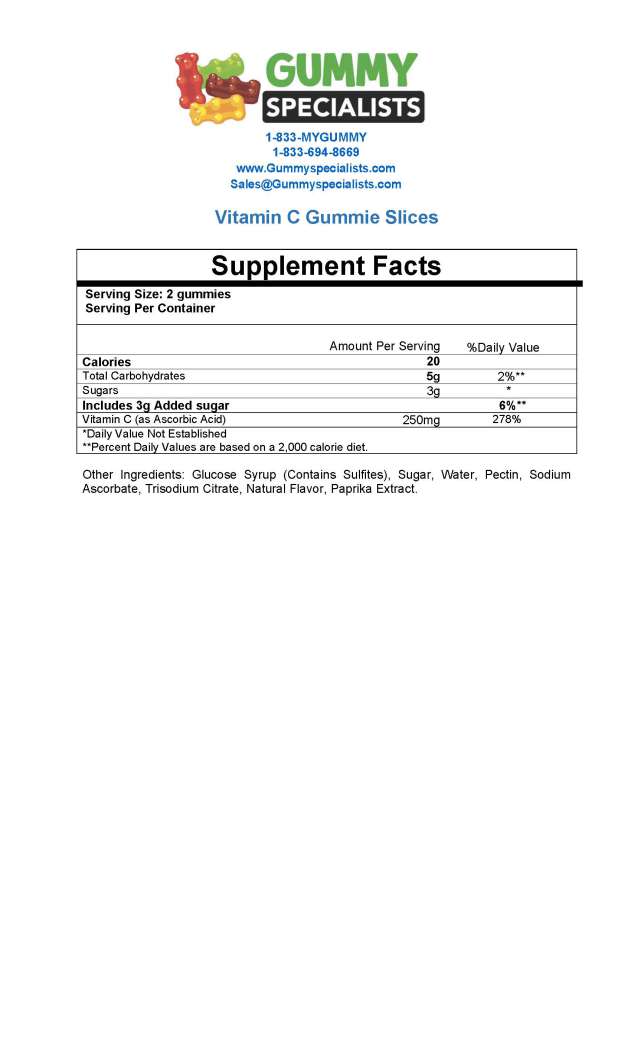 GUMMY
SPECIALISTS
1-833-MYGUMMY
1-833-694-8669
www.Gummyspecialists.com
Sales@Gummyspecialists.com
Vitamin C Gummie Slices
Supplement Facts
Serving Size: 2 gummies
Serving Per Container
Amount Per Serving %Daily Value
Calories 20
Total Carbohydrates 5g 2%**
Sugars 3g *
Includes 3g Added sugar 6%**
Vitamin C (as Ascorbic Acid) 250mg 278%
*Daily Value Not Established
**Percent Daily Values are based on a 2,000 calorie diet.
Other Ingredients: Glucose Syrup (Contains Sulfites), Sugar, Water, Pectin, Sodium
Ascorbate, Trisodium Citrate, Natural Flavor, Paprika Extract.